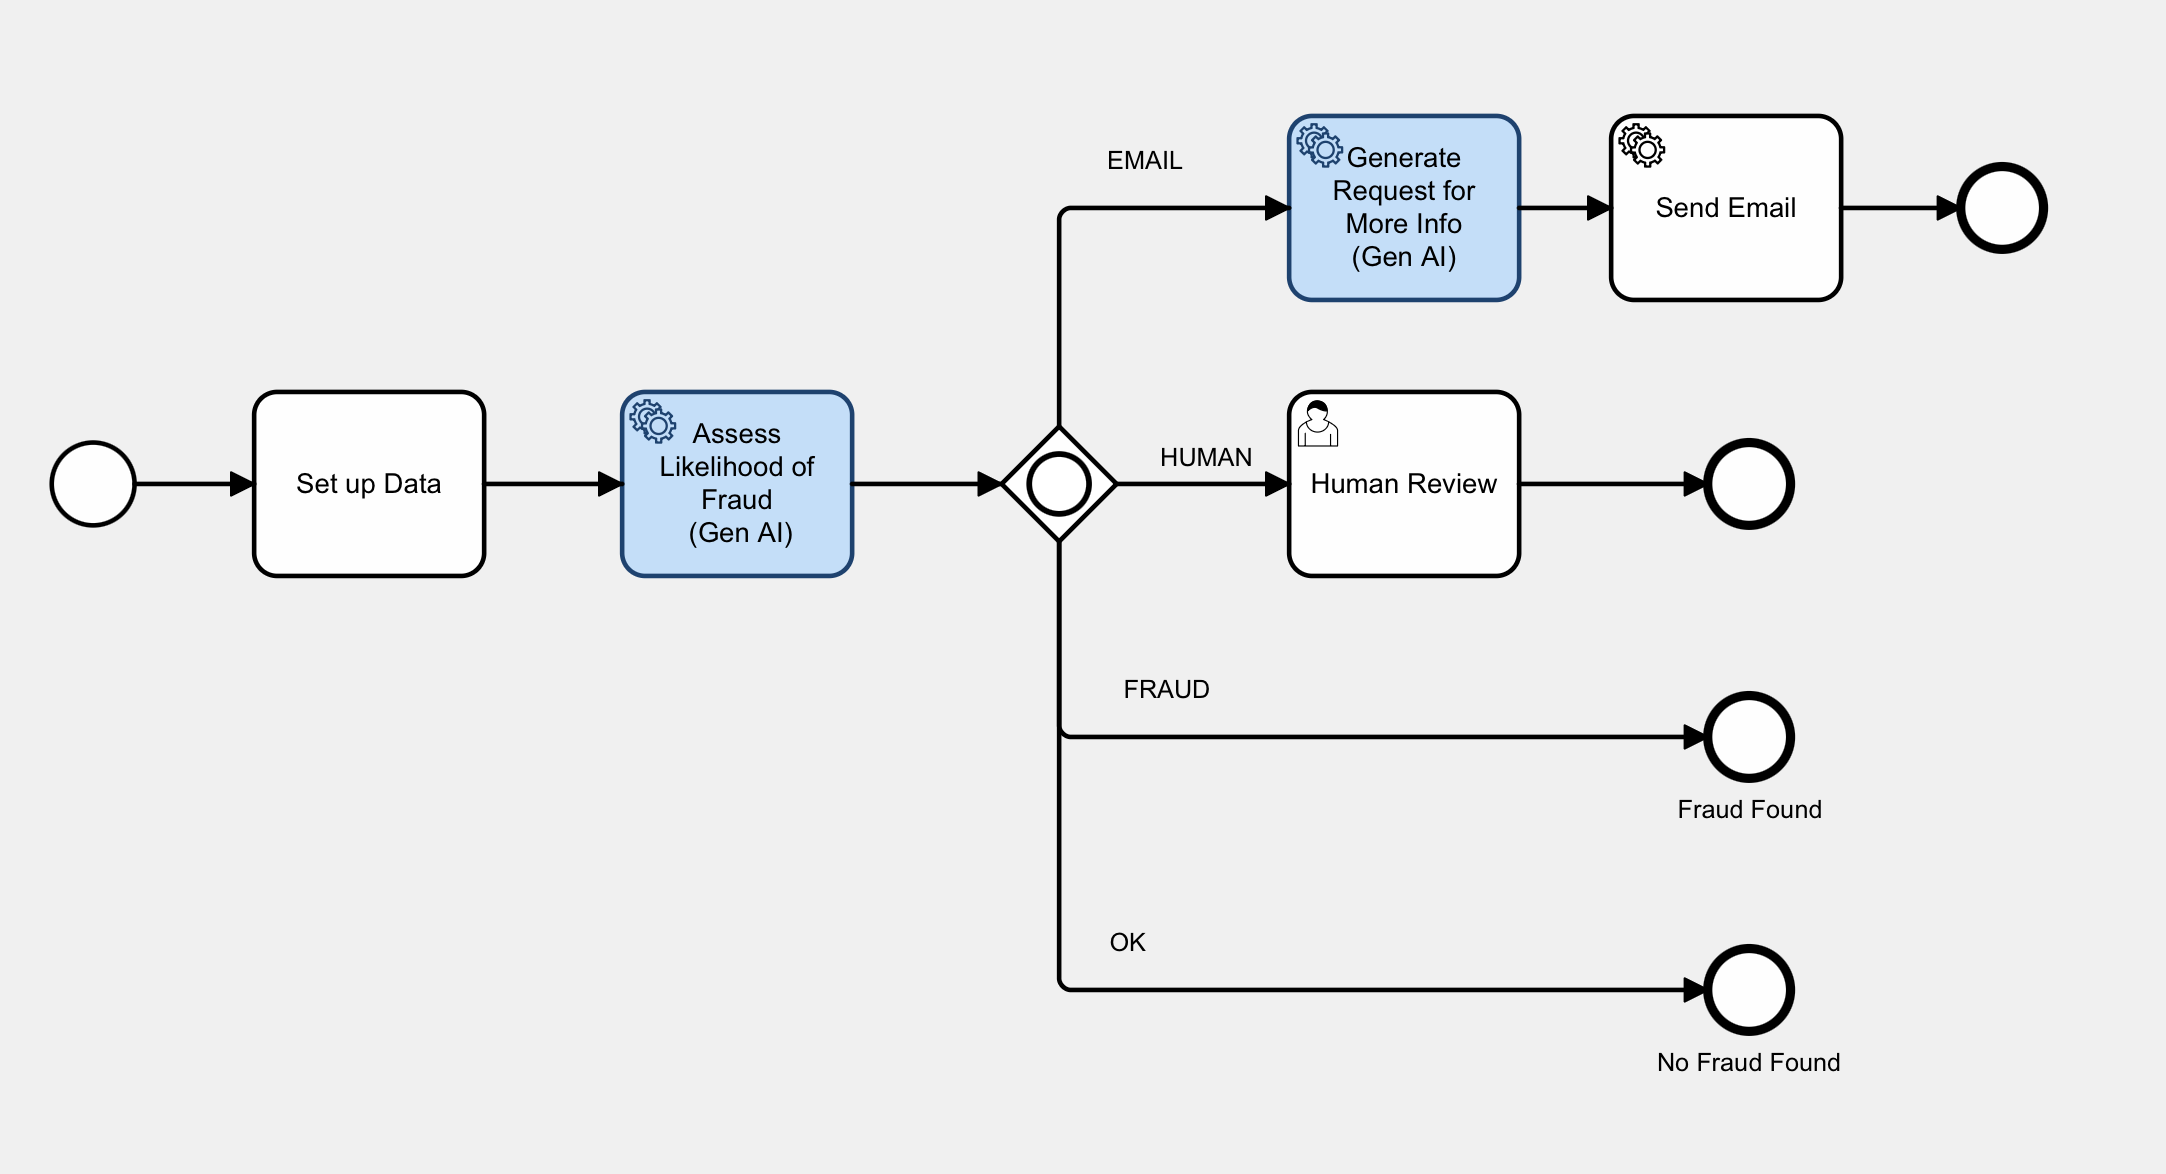 EMAIL
Generate
Request for
More Info
(Gen AI)
Send Email
Set up Data
Assess
Likelihood of
Fraud
(Gen AI)
HUMAN
Human Review
FRAUD
Fraud Found
OK
No Fraud Found